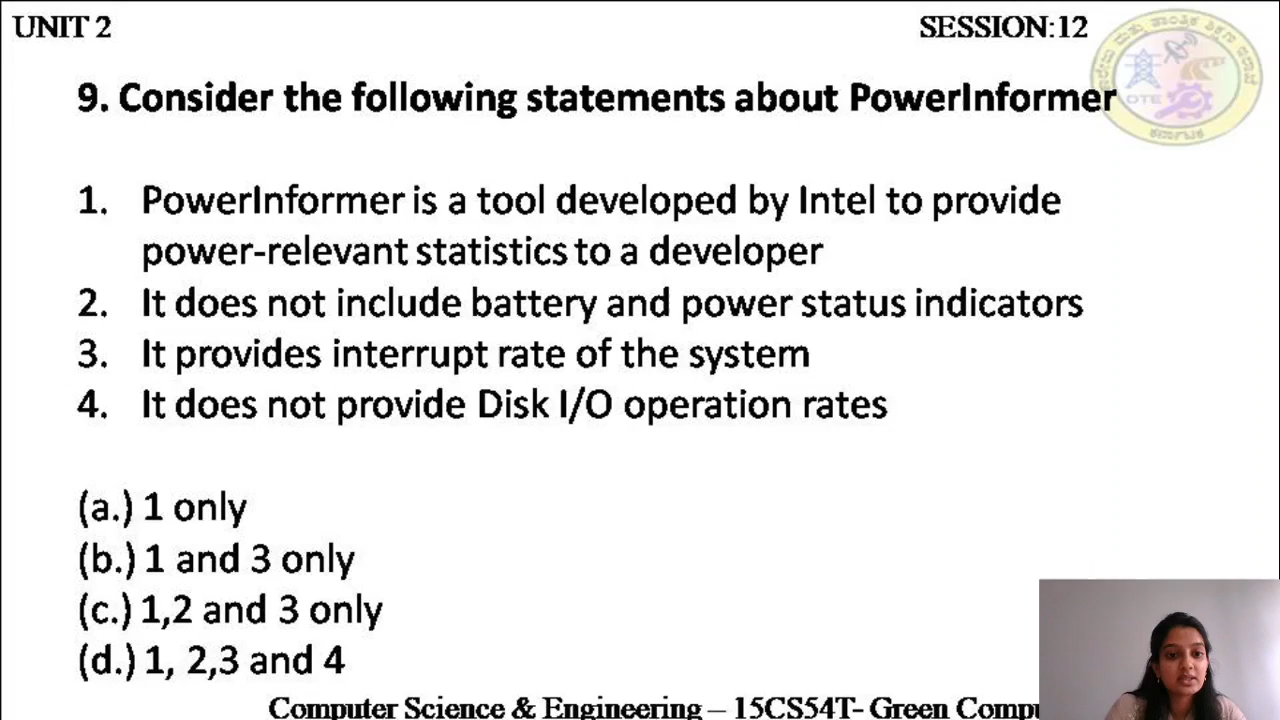 UNIT 2
SESSION:12
9. Consider the following statements about PowerInformer
1. PowerInformer is a tool developed by Intel to provide
power-relevant statistics to a developer
2. It does not include battery and power status indicators
3. It provides interrupt rate of the system
4. It does not provide Disk I/O operation rates
(a.) 1 only
(b.) 1 and 3 only
(c.) 1,2 and 3 only
(d.) 1, 2,3 and 4
Computer Science & Engineering – 15CS54T- Green Compu
DTE
ಕರ್ನಾಟಕ